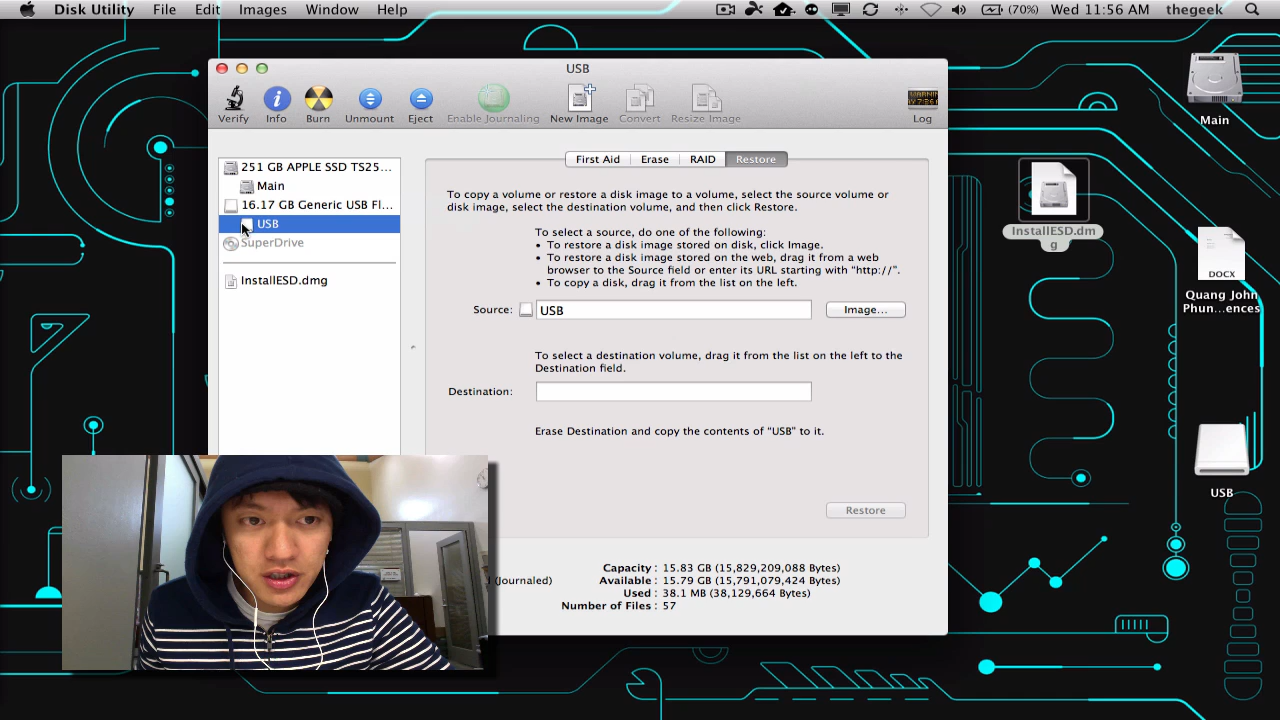 Disk Utility File Edit Images Window Help
(70%) Wed 11:56 AM thegeek
USB
Verify Info Burn Unmount Eject Enable Journaling New Image Convert Resize Image Log
251 GB APPLE SSD TS25...
Main
16.17 GB Generic USB Fl...
USB
SuperDrive
InstallESD.dmg
First Aid Erase RAID Restore
To copy a volume or restore a disk image to a volume, select the source volume or
disk image, select the destination volume, and then click Restore.
To select a source, do one of the following:
• To restore a disk image stored on disk, click Image.
• To restore a disk image stored on the web, drag it from a web
browser to the Source field or enter its URL starting with "http://".
• To copy a disk, drag it from the list on the left.
Source: USB Image...
To select a destination volume, drag it from the list on the left to the
Destination field.
Destination:
Erase Destination and copy the contents of "USB" to it.
Restore
Capacity : 15.83 GB (15,829,209,088 Bytes)
(Journaled) Available : 15.79 GB (15,791,079,424 Bytes)
Used : 38.1 MB (38,129,664 Bytes)
Number of Files : 57
Main
InstallESD.dm
g
DOCX
Quang John
Phun...ences
USB